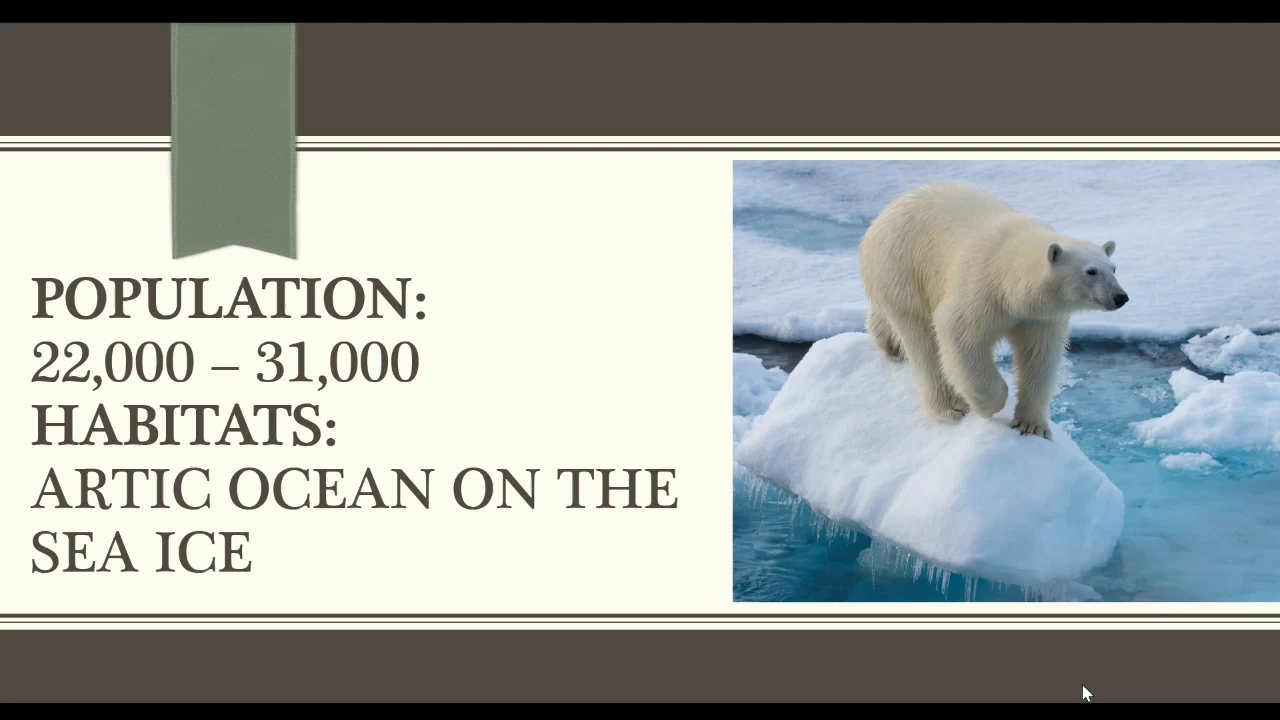 POPULATION:
22,000 – 31,000
HABITATS:
ARTIC OCEAN ON THE
SEA ICE